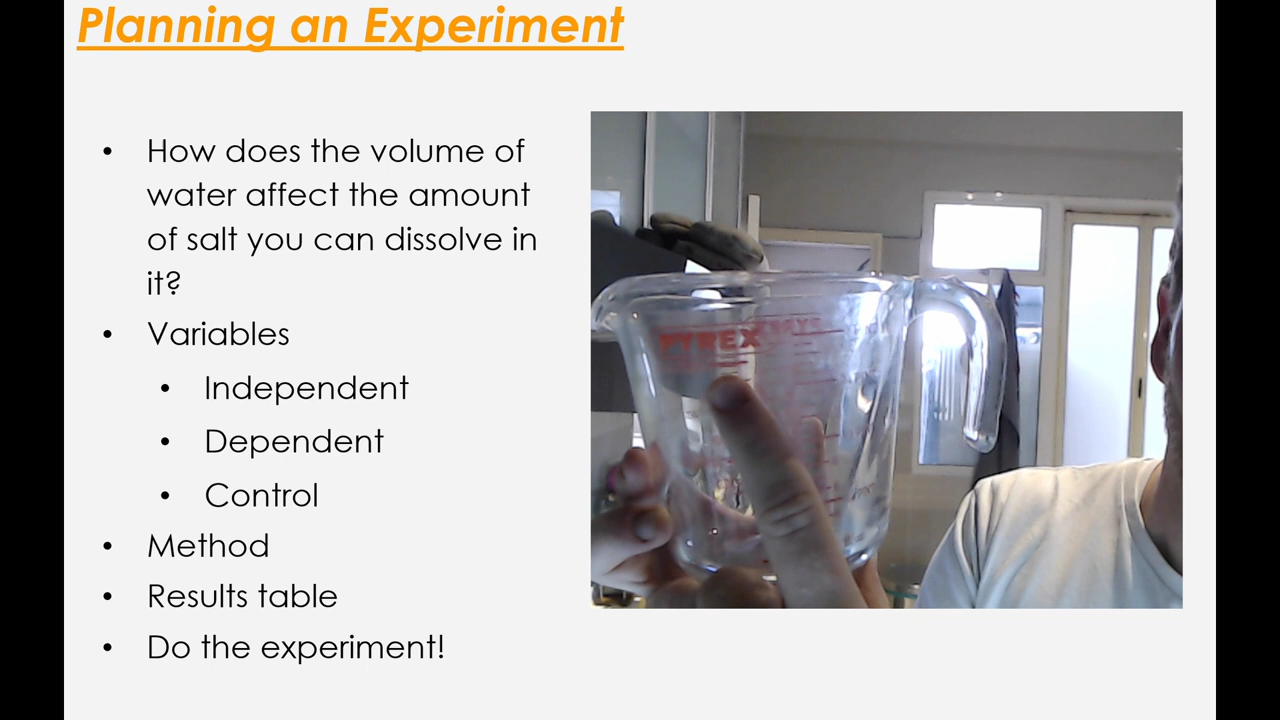 Planning an Experiment
• How does the volume of
water affect the amount
of salt you can dissolve in
it?
• Variables
• Independent
• Dependent
• Control
• Method
• Results table
• Do the experiment!
PYREX